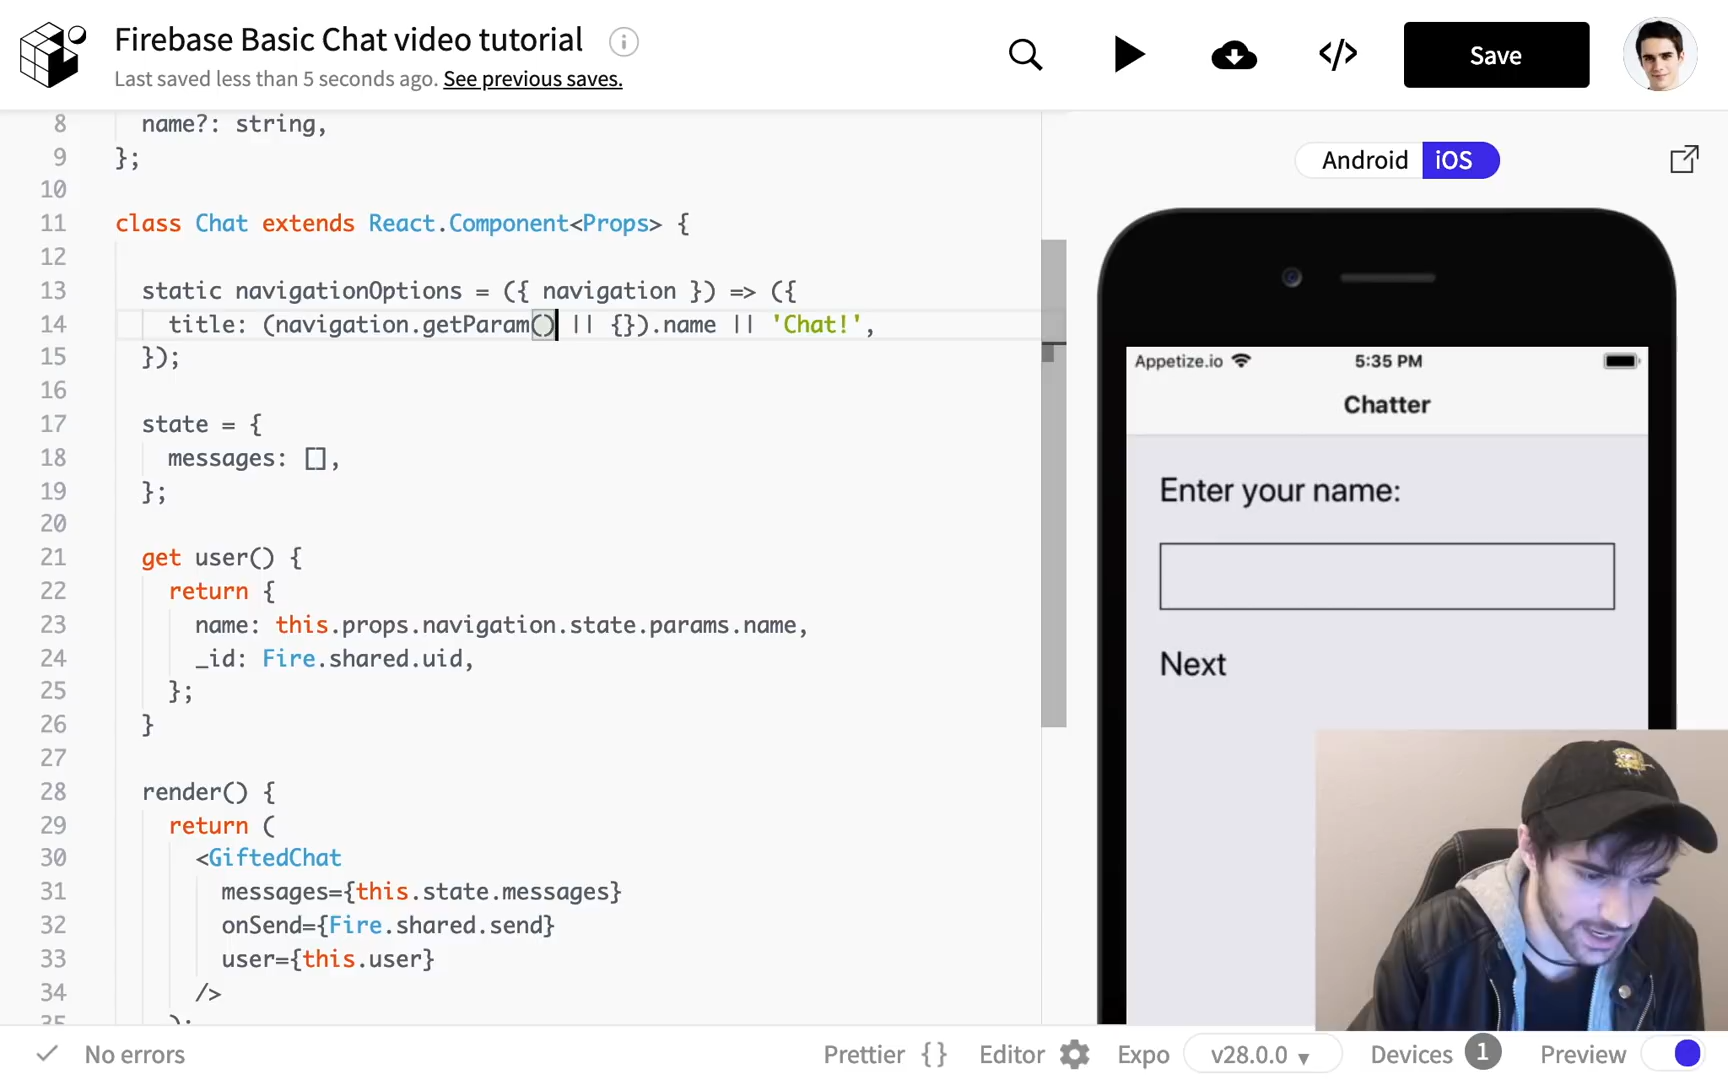 Firebase Basic Chat video tutorial
Last saved less than 5 seconds ago. See previous saves.
Save
8 name?: string,
9 };
10
11 class Chat extends React.Component<Props> {
12
13 static navigationOptions = ({ navigation }) => ({
14 title: (navigation.getParam() || {}).name || 'Chat!',
15 });
16
17 state = {
18 messages: [],
19 };
20
21 get user() {
22 return {
23 name: this.props.navigation.state.params.name,
24 _id: Fire.shared.uid,
25 };
26 }
27
28 render() {
29 return (
30 <GiftedChat
31 messages={this.state.messages}
32 onSend={Fire.shared.send}
33 user={this.user}
34 />
35 );
Android iOS
Appetize.io 5:35 PM
Chatter
Enter your name:
Next
No errors Prettier {} Editor Expo v28.0.0 Devices 1 Preview